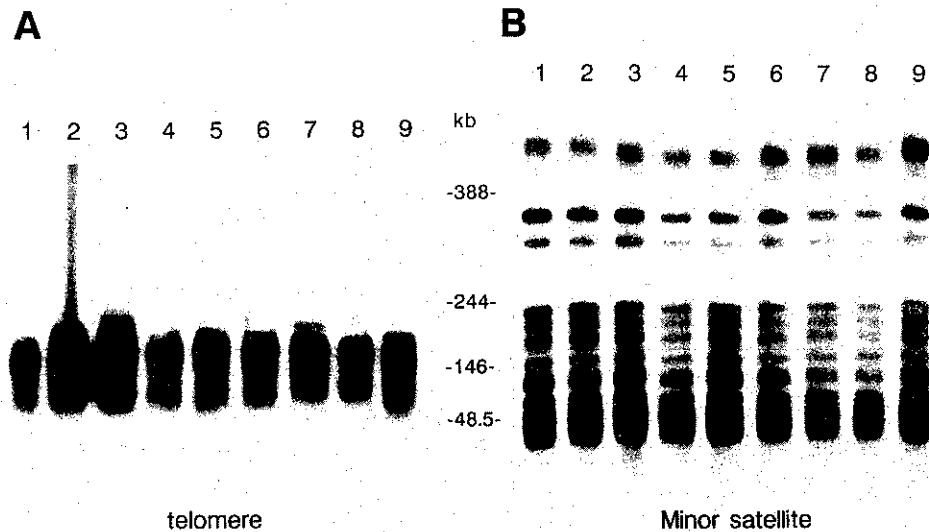 A
B
1 2 3 4 5 6 7 8 9
1 2 3 4 5 6 7 8 9
kb
-388-
-244-
-146-
-48.5-
telomere
Minor satellite